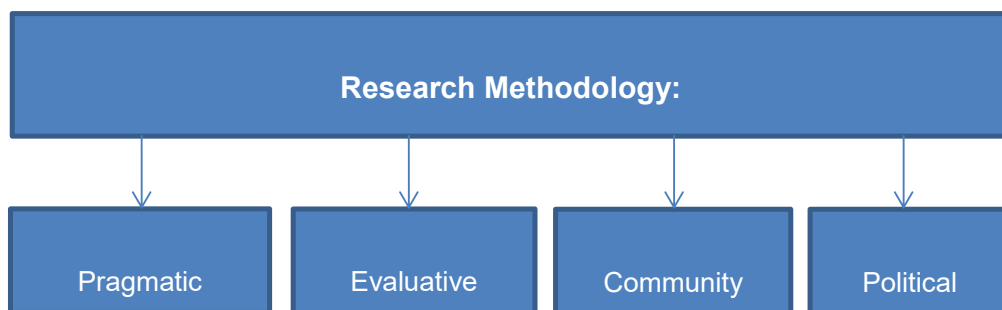 Research Methodology:
Pragmatic
Evaluative
Community
Political